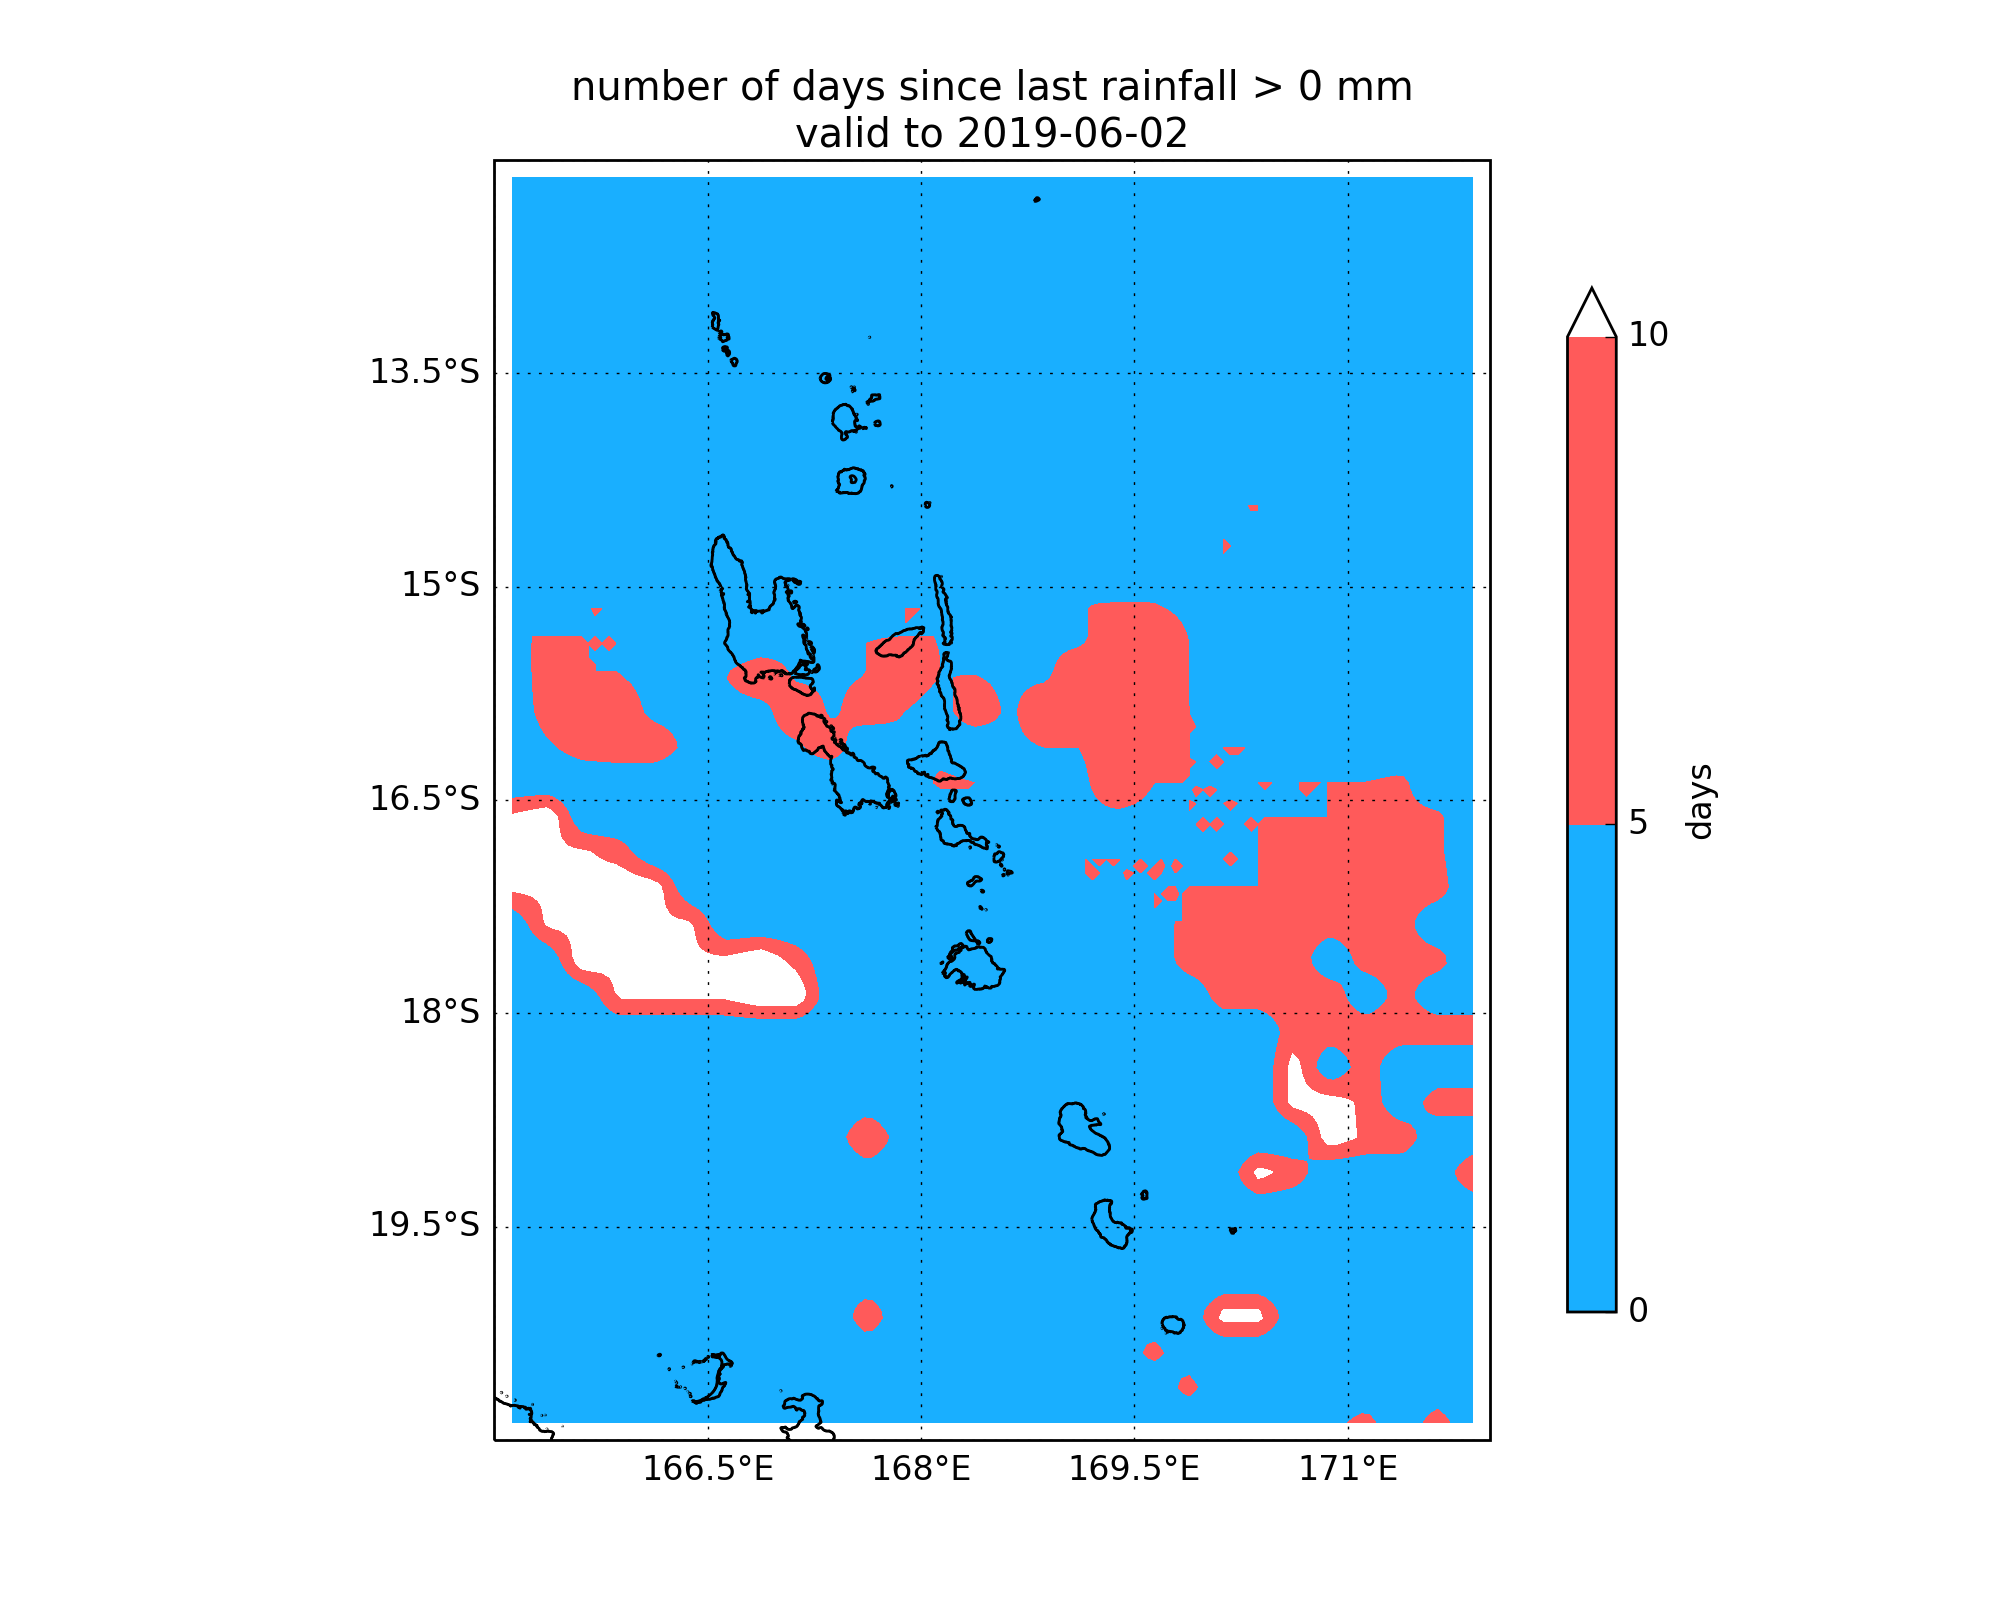 number of days since last rainfall > 0 mm
valid to 2019-06-02
13.5°S
15°S
16.5°S
18°S
19.5°S
166.5°E 168°E 169.5°E 171°E
10
5
0
days